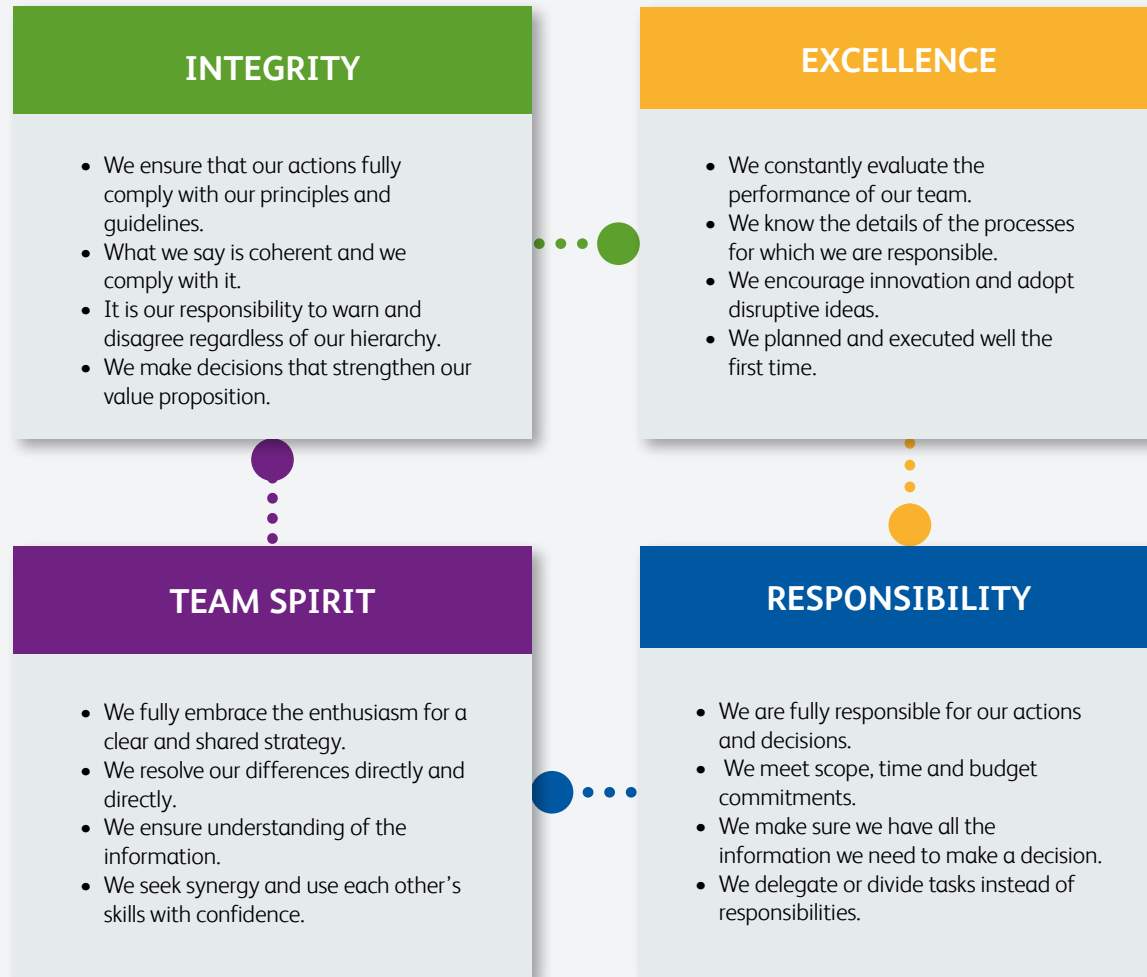 INTEGRITY
• We ensure that our actions fully
comply with our principles and
guidelines.
• What we say is coherent and we
comply with it.
• It is our responsibility to warn and
disagree regardless of our hierarchy.
• We make decisions that strengthen our
value proposition.
EXCELLENCE
• We constantly evaluate the
performance of our team.
• We know the details of the processes
for which we are responsible.
• We encourage innovation and adopt
disruptive ideas.
• We planned and executed well the
first time.
TEAM SPIRIT
• We fully embrace the enthusiasm for a
clear and shared strategy.
• We resolve our differences directly and
directly.
• We ensure understanding of the
information.
• We seek synergy and use each other’s
skills with confidence.
RESPONSIBILITY
• We are fully responsible for our actions
and decisions.
• We meet scope, time and budget
commitments.
• We make sure we have all the
information we need to make a decision.
• We delegate or divide tasks instead of
responsibilities.